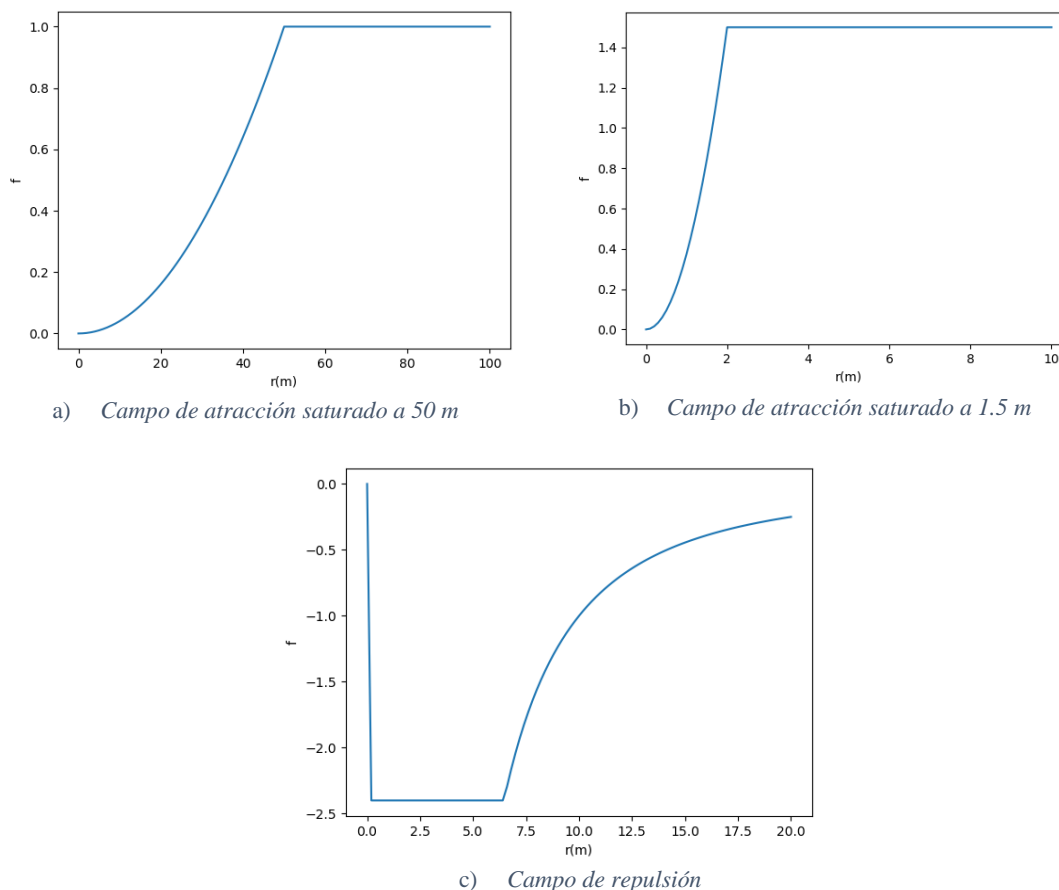 1.0
0.8
0.6
0.4
0.2
0.0
f
0 20 40 60 80 100
r(m)
a) Campo de atracción saturado a 50 m
1.4
1.2
1.0
0.8
0.6
0.4
0.2
0.0
f
0 2 4 6 8 10
r(m)
b) Campo de atracción saturado a 1.5 m
0.0
−0.5
−1.0
−1.5
−2.0
−2.5
f
0.0 2.5 5.0 7.5 10.0 12.5 15.0 17.5 20.0
r(m)
c) Campo de repulsión